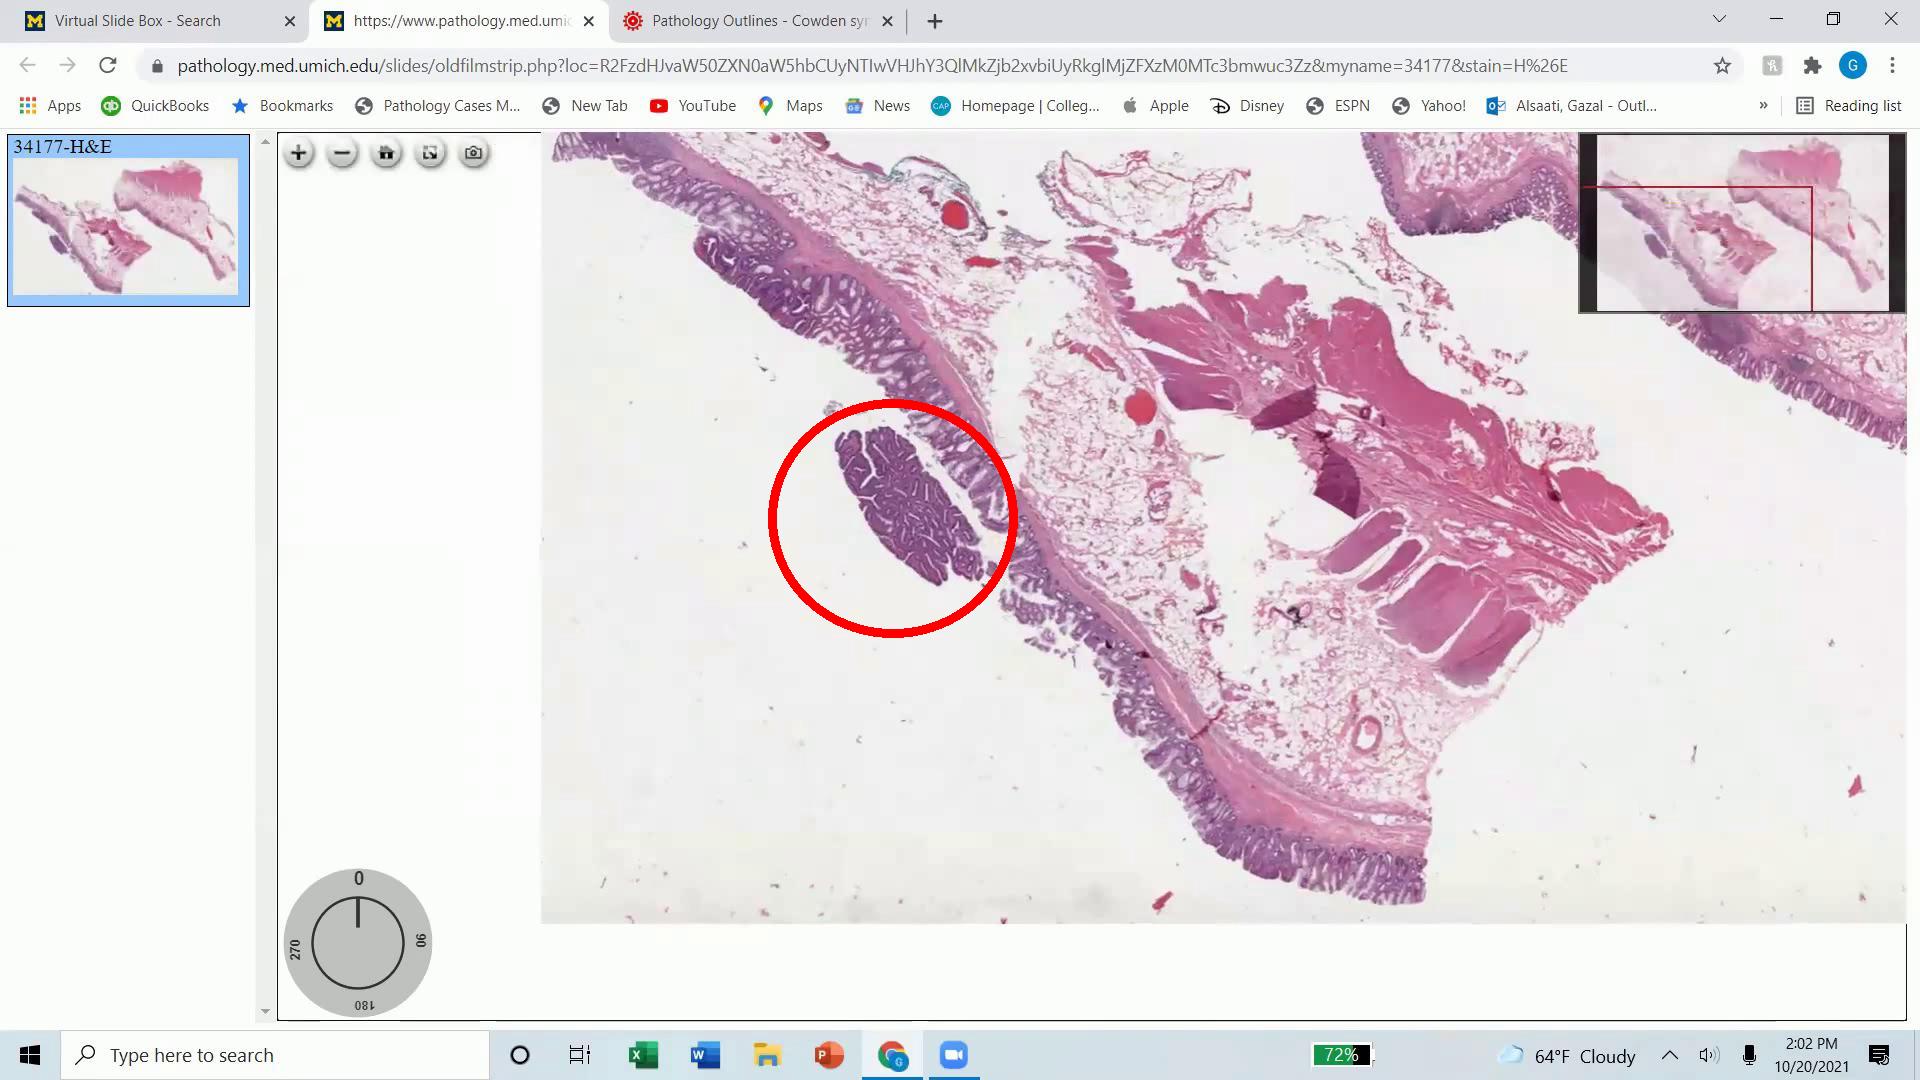 Virtual Slide Box - Search
https://www.pathology.med.umic
Pathology Outlines - Cowden syn
pathology.med.umich.edu/slides/oldfilmstrip.php?loc=R2FzdHJvaW50ZXN0aW5hbCUyNTIwVHJhY3QlMkZjb2xvbiUyRkglMjZFXzM0MTc3bmwuc3Zz&myname=34177&stain=H%26E
G
Apps
QuickBooks
Bookmarks
Pathology Cases M...
New Tab
YouTube
Maps
News
CAP
Homepage | Colleg...
Apple
Disney
ESPN
Yahoo!
Alsaati, Gazal - Outl...
»
Reading list
34177-H&E
0
90
180
270
Type here to search
72%
64°F Cloudy
2:02 PM
10/20/2021